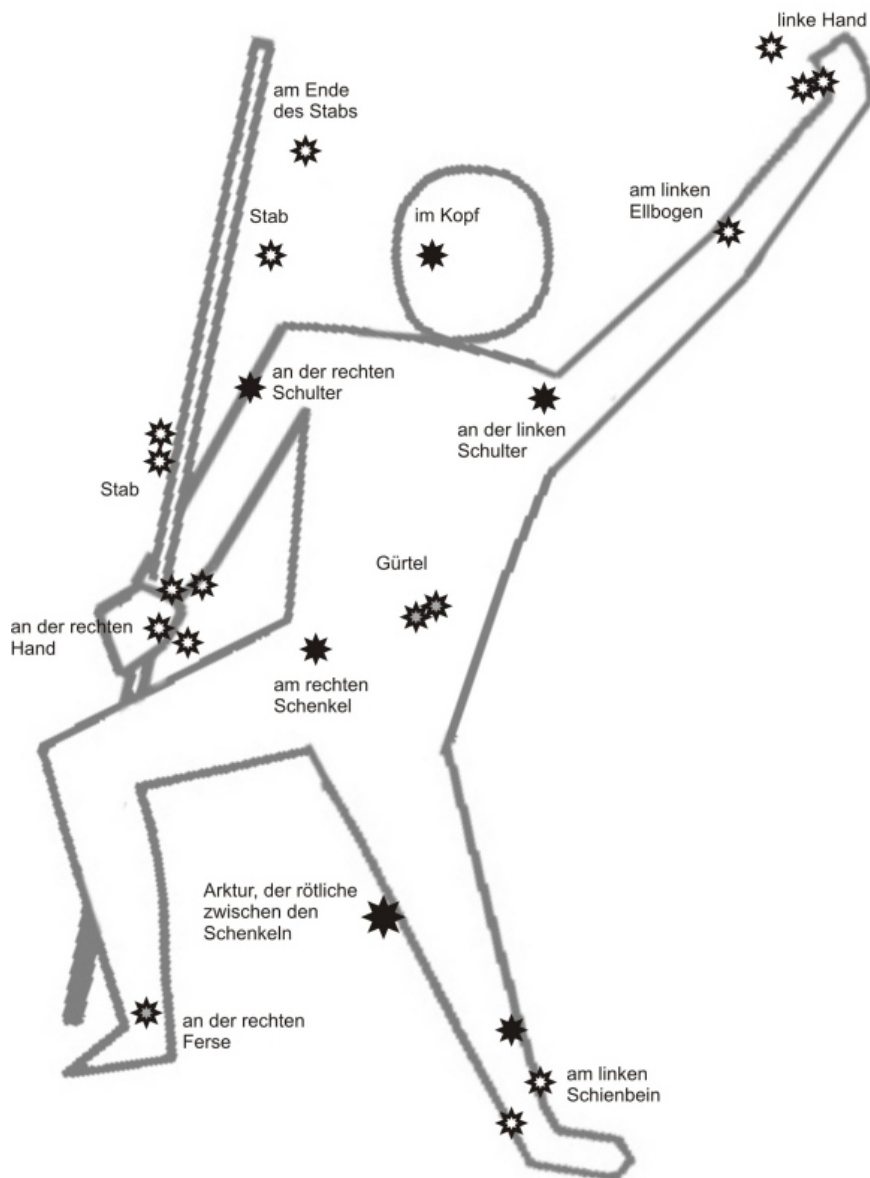 linke Hand
am Ende
des Stabs
am linken
Ellbogen
Stab
im Kopf
an der rechten
Schulter
an der linken
Schulter
Stab
Gürtel
an der rechten
Hand
am rechten
Schenkel
Arktur, der rötliche
zwischen den
Schenkeln
an der rechten
Ferse
am linken
Schienbein